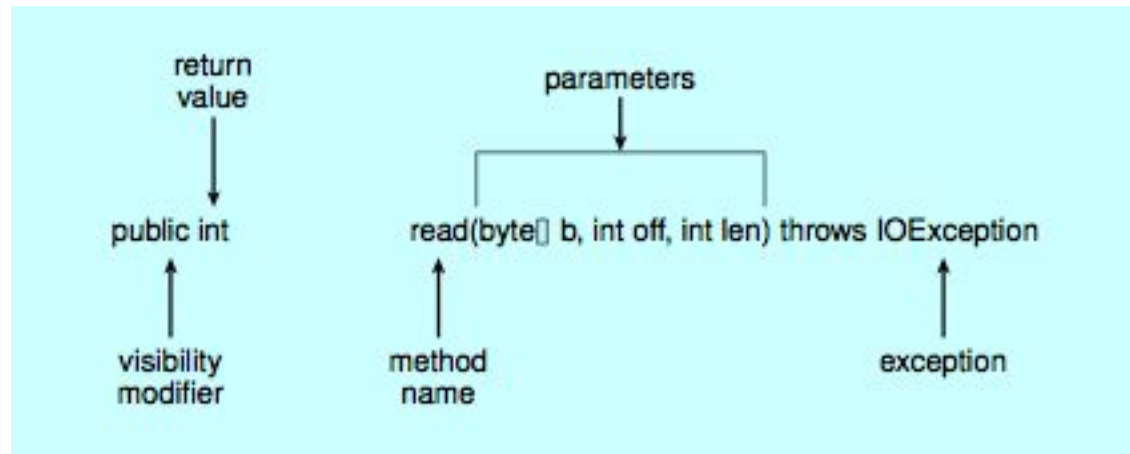 return
value
parameters
public int read(byte[] b, int off, int len) throws IOException
visibility
modifier
method
name
exception